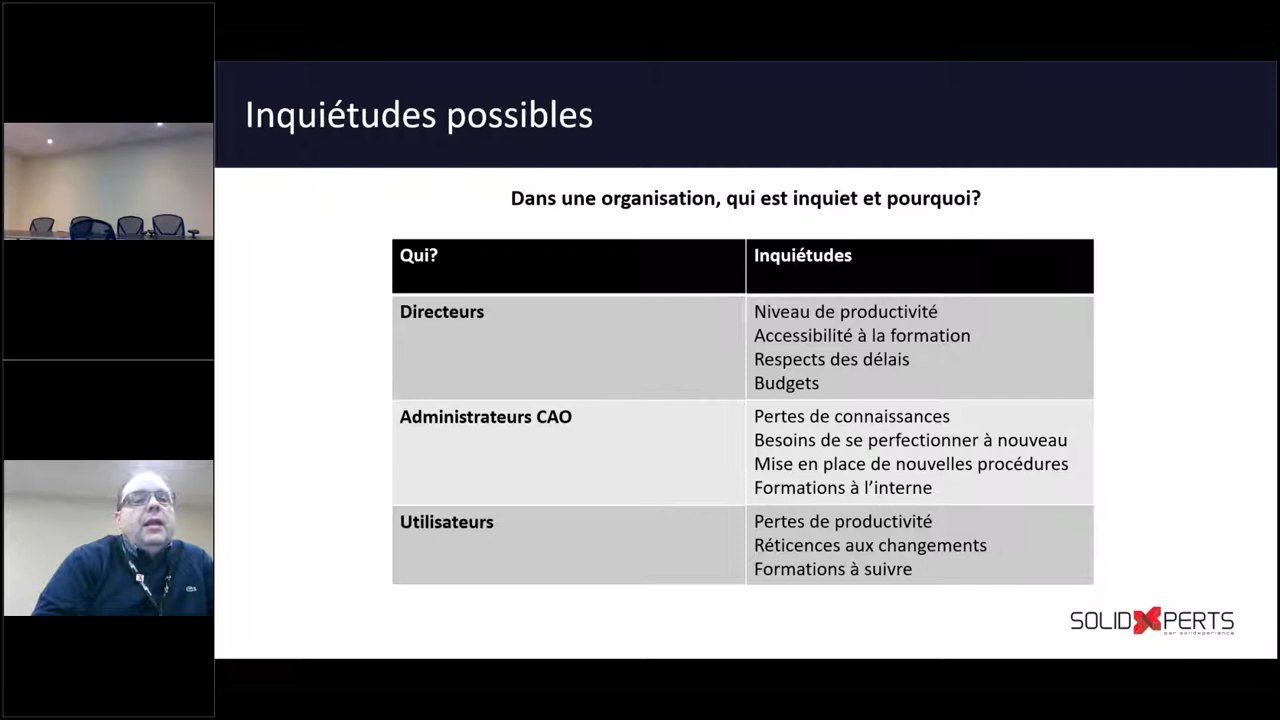 Inquiétudes possibles
Dans une organisation, qui est inquiet et pourquoi?
Qui?
Inquiétudes
Directeurs
Niveau de productivité
Accessibilité à la formation
Respects des délais
Budgets
Administrateurs CAO
Pertes de connaissances
Besoins de se perfectionner à nouveau
Mise en place de nouvelles procédures
Formations à l’interne
Utilisateurs
Pertes de productivité
Réticences aux changements
Formations à suivre
SOLIDXPERTS
par solidxperience